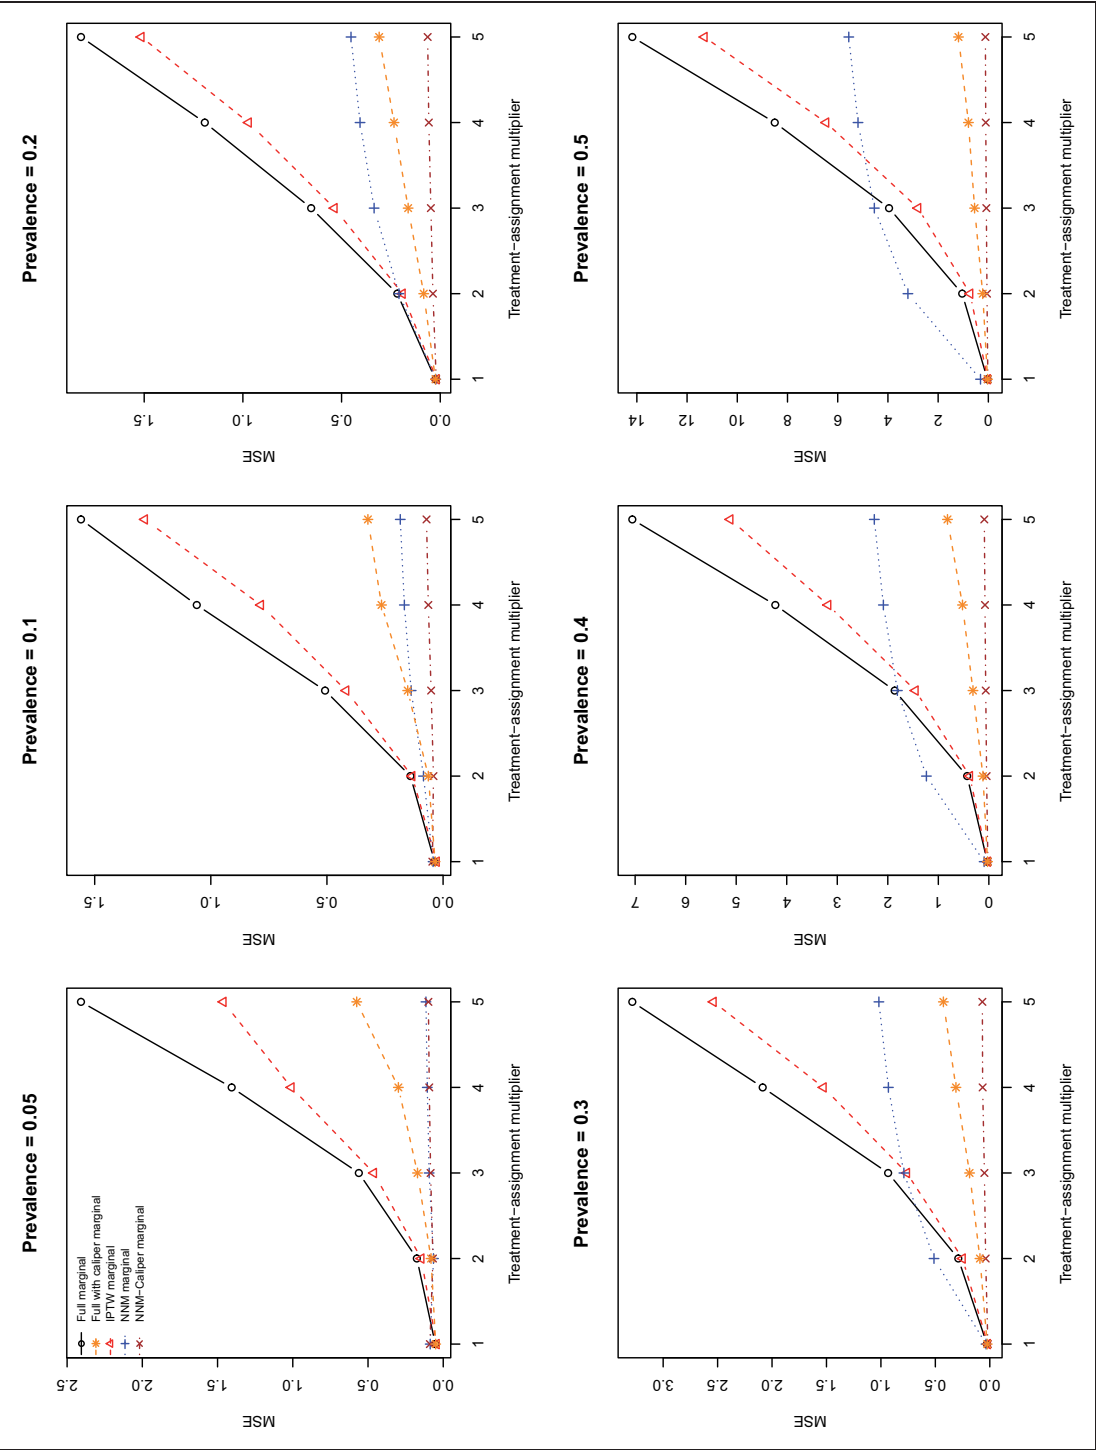 Prevalence = 0.05
Full marginal
Full with caliper marginal
IPTW marginal
NNM marginal
NNM−Caliper marginal
MSE
2.5
2.0
1.5
1.0
0.5
0.0
1 2 3 4 5
Treatment−assignment multiplier
Prevalence = 0.1
MSE
1.5
1.0
0.5
0.0
1 2 3 4 5
Treatment−assignment multiplier
Prevalence = 0.2
MSE
1.5
1.0
0.5
0.0
1 2 3 4 5
Treatment−assignment multiplier
Prevalence = 0.3
MSE
3.0
2.5
2.0
1.5
1.0
0.5
0.0
1 2 3 4 5
Treatment−assignment multiplier
Prevalence = 0.4
MSE
7
6
5
4
3
2
1
0
1 2 3 4 5
Treatment−assignment multiplier
Prevalence = 0.5
MSE
14
12
10
8
6
4
2
0
1 2 3 4 5
Treatment−assignment multiplier